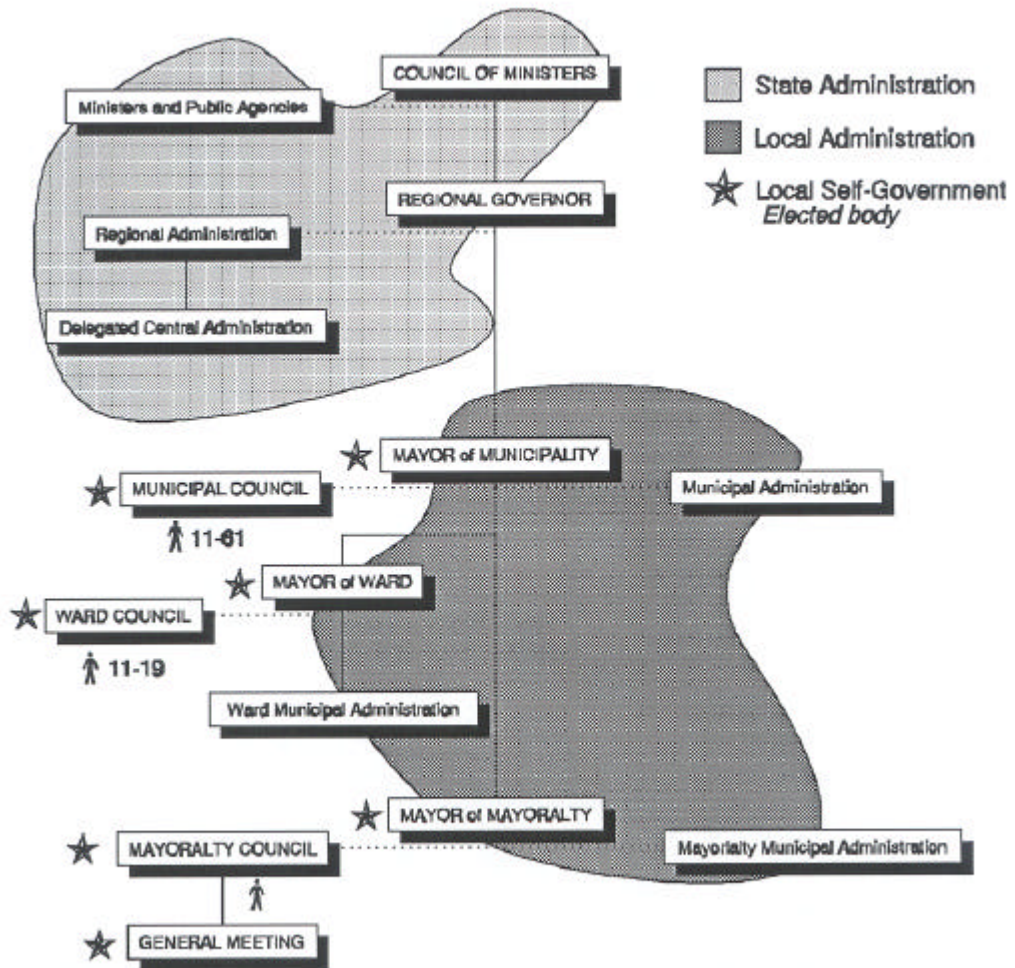 COUNCIL OF MINISTERS
Ministers and Public Agencies
State Administration
Local Administration
Local Self-Government
Elected body
REGIONAL GOVERNOR
Regional Administration
Delegated Central Administration
MAYOR of MUNICIPALITY
MUNICIPAL COUNCIL
Municipal Administration
11-61
MAYOR of WARD
WARD COUNCIL
11-19
Ward Municipal Administration
MAYOR of MAYORALTY
MAYORALTY COUNCIL
Mayorlalty Municipal Administration
GENERAL MEETING